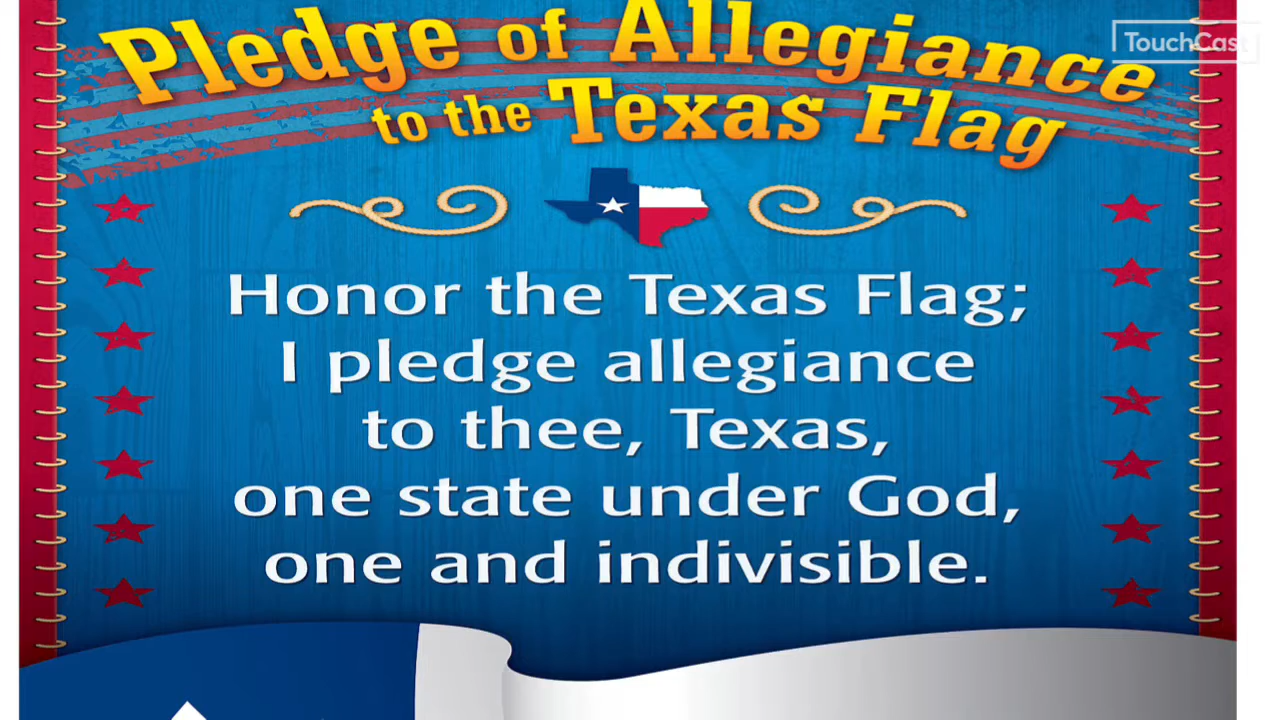 Pledge of Allegiance
TouchCast
to the Texas Flag
Honor the Texas Flag;
I pledge allegiance
to thee, Texas,
one state under God,
one and indivisible.